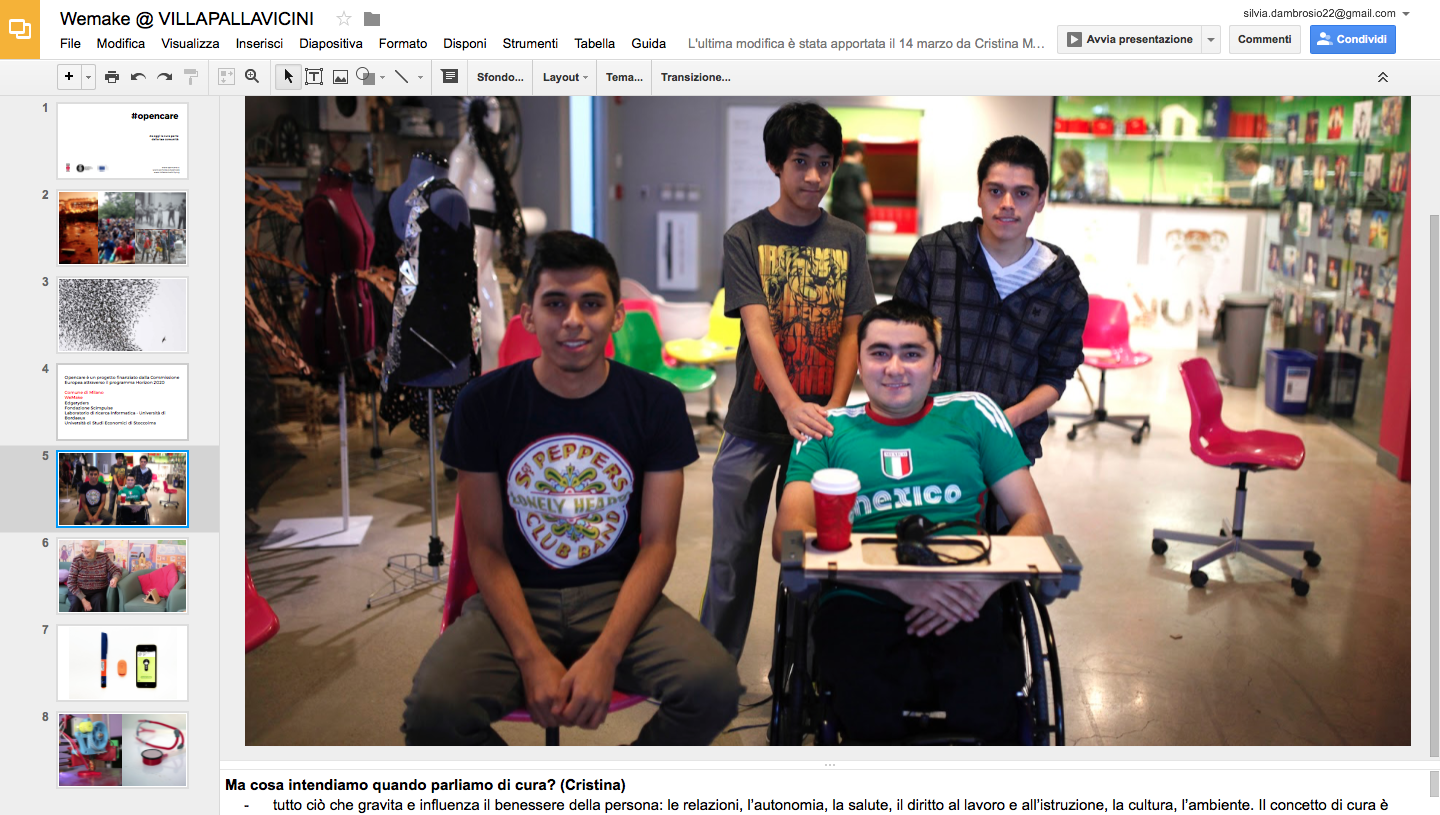 Wemake @ VILLAPALLAVICINI
silvia.dambrosio22@gmail.com
File Modifica Visualizza Inserisci Diapositiva Formato Disponi Strumenti Tabella Guida L'ultima modifica è stata apportata il 14 marzo da Cristina M...
Avvia presentazione Commenti Condividi
Sfondo... Layout Tema... Transizione...
1
#opencare
2
3
4
Opencare è un progetto finanziato dalla Commissione
Europea attraverso il programma Horizon 2020
Comune di Milano
WeMake
Edgeryders
Fondazione Scimpulse
Laboratorio di ricerca Informatica - Università di
Bordeaux
Università di Studi Economici di Stoccolma
5
6
7
8
SGT PEPPERS
LONELY HEARTS
CLUB BAND
MEXICO
mexico
Ma cosa intendiamo quando parliamo di cura? (Cristina)
- tutto ciò che gravita e influenza il benessere della persona: le relazioni, l'autonomia, la salute, il diritto al lavoro e all'istruzione, la cultura, l'ambiente. Il concetto di cura è